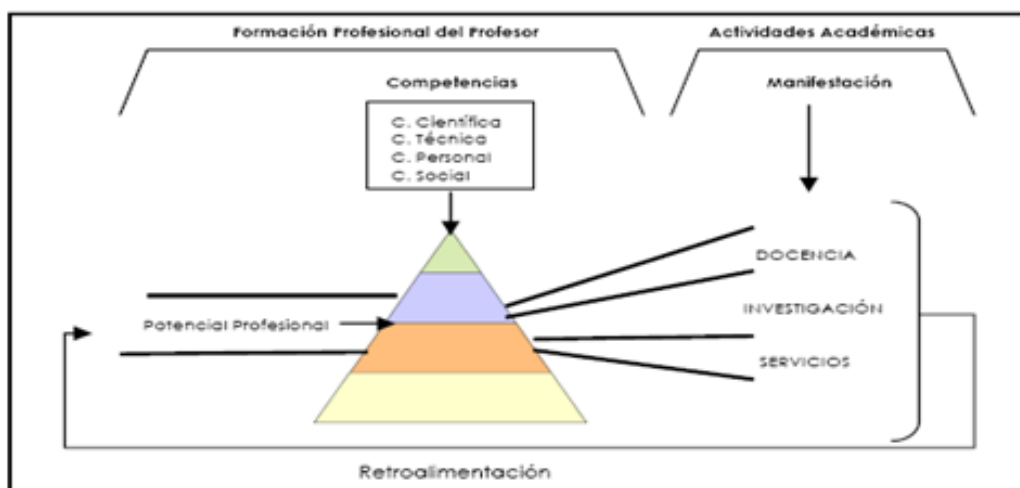 Formación Profesional del Profesor
Actividades Académicas
Competencias
Manifestación
C. Científica
C. Técnica
C. Personal
C. Social
DOCENCIA
INVESTIGACIÓN
Potencial Profesional
SERVICIOS
Retroalimentación